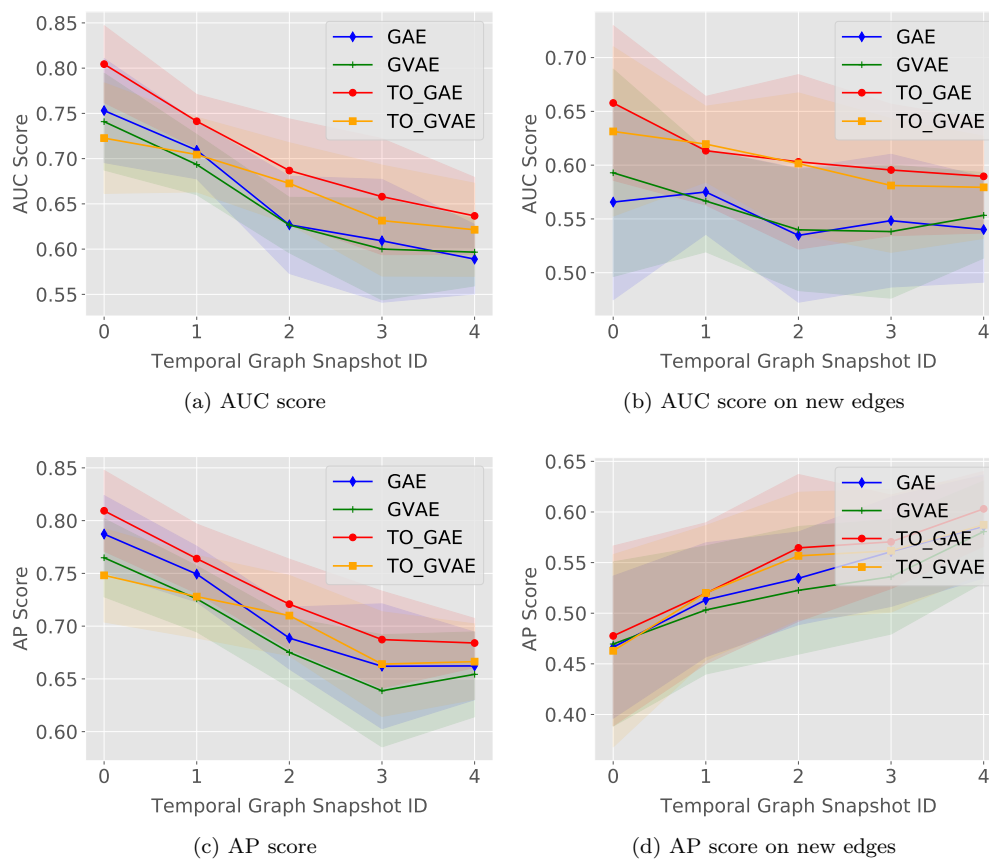 0.85
0.80
0.75
0.70
0.65
0.60
0.55
AUC Score
0 1 2 3 4
Temporal Graph Snapshot ID
GAE
GVAE
TO_GAE
TO_GVAE
(a) AUC score
0.70
0.65
0.60
0.55
0.50
AUC Score
0 1 2 3 4
Temporal Graph Snapshot ID
GAE
GVAE
TO_GAE
TO_GVAE
(b) AUC score on new edges
0.85
0.80
0.75
0.70
0.65
0.60
AP Score
0 1 2 3 4
Temporal Graph Snapshot ID
GAE
GVAE
TO_GAE
TO_GVAE
(c) AP score
0.65
0.60
0.55
0.50
0.45
0.40
AP Score
0 1 2 3 4
Temporal Graph Snapshot ID
GAE
GVAE
TO_GAE
TO_GVAE
(d) AP score on new edges